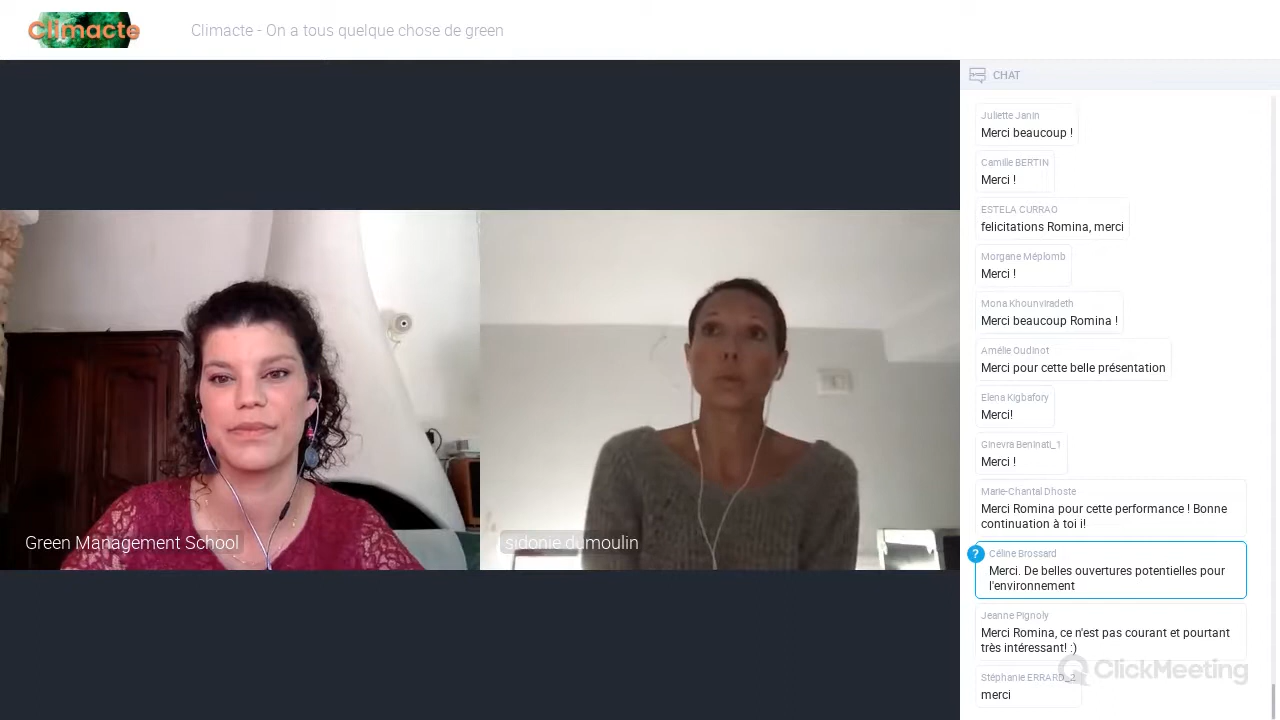 Climacte
Climacte - On a tous quelque chose de green
CHAT
Juliette Janin
Merci beaucoup !
Camille BERTIN
Merci !
ESTELA CURRAO
felicitations Romina, merci
Morgane Méplomb
Merci !
Mona Khounviradeth
Merci beaucoup Romina !
Amélie Oudinot
Merci pour cette belle présentation
Elena Kigbafory
Merci!
Ginevra Beninati_1
Merci !
Marie-Chantal Dhoste
Merci Romina pour cette performance ! Bonne
continuation à toi i!
?
Céline Brossard
Merci. De belles ouvertures potentielles pour
l'environnement
Jeanne Pignoly
Merci Romina, ce n'est pas courant et pourtant
très intéressant! :)
Stéphanie ERRARD_2
merci
ClickMeeting
Green Management School
sidonie dumoulin